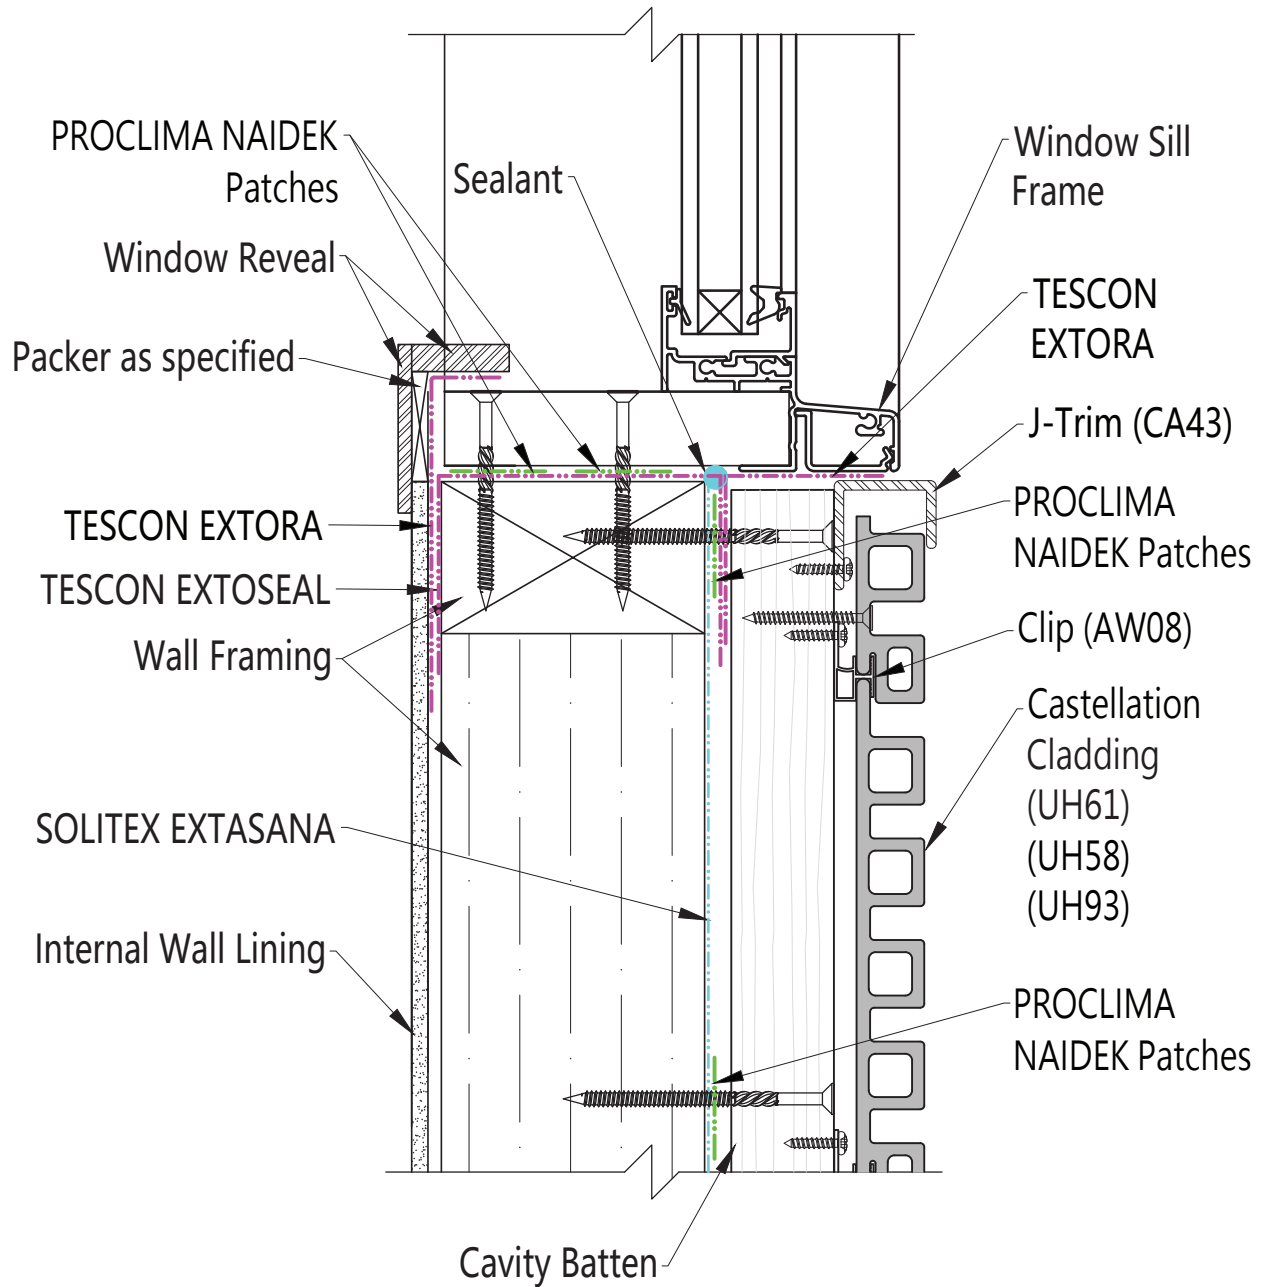 PROCLIMA NAIDEK
Patches
Sealant
Window Sill
Frame
Window Reveal
TESCON
EXTORA
Packer as specified
J-Trim (CA43)
PROCLIMA
NAIDEK Patches
TESCON EXTORA
TESCON EXTOSEAL
Clip (AW08)
Wall Framing
Castellation
Cladding
(UH61)
(UH58)
(UH93)
SOLITEX EXTASANA
Internal Wall Lining
PROCLIMA
NAIDEK Patches
Cavity Batten